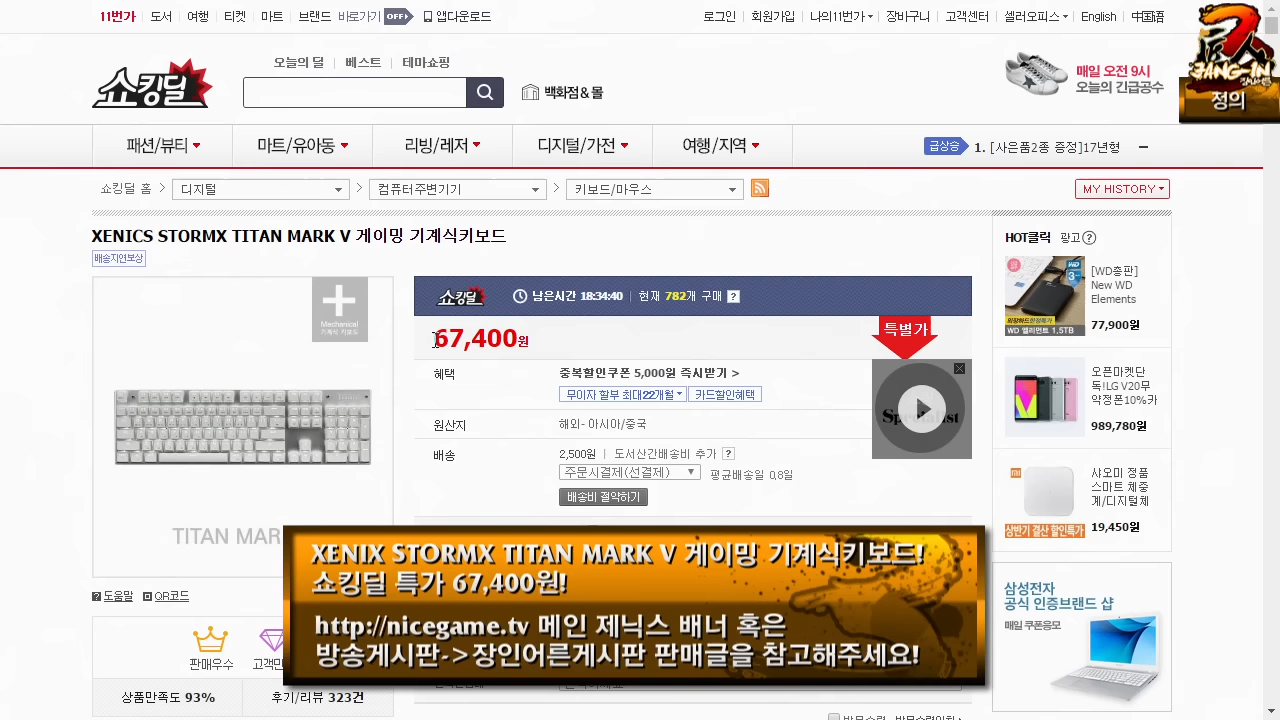 11번가 도서 여행 티켓 마트 브랜드 바로가기 OFF 앱다운로드
로그인 회원가입 나의11번가 장바구니 고객센터 셀러오피스 English 中国语
정의
오늘의 딜 베스트 테마쇼핑
쇼킹딜
백화점&몰
매일 오전 9시
오늘의 긴급공수
패션/뷰티 마트/유아동 리빙/레저 디지털/가전 여행/지역
급상승 1. [사은품2종 증정]17년형
쇼킹딜 홈 > 디지털 > 컴퓨터주변기기 > 키보드/마우스
MY HISTORY
XENICS STORMX TITAN MARK V 게이밍 기계식키보드
배송지연보상
Mechanical
기계식 키보드
TITAN MAR
쇼킹딜 남은시간 18:34:40 현재 782개 구매 ?
67,400원
특별가
혜택 중복할인쿠폰 5,000원 즉시받기 >
무이자 할부 최대22개월 카드할인혜택
원산지 해외-아시아/중국
배송 2,500원 도서산간배송비 추가 ?
주문시결제(선결제) 평균배송일 0.8일
배송비 절약하기
HOT클릭 광고 ?
[WD총판]
New WD
Elements
77,900원
WD 엘리먼트 1.5TB
오픈마켓단
독!LG V20무
약정폰10%카
989,780원
샤오미 정품
스마트 체중
계/디지털체
19,450원
상반기 결산 할인특가
삼성전자
공식 인증브랜드 샵
매일 쿠폰응모
XENIX STORMX TITAN MARK V 게이밍 기계식키보드!
쇼킹딜 특가 67,400원!
http://nicegame.tv 메인 제닉스 배너 혹은
방송게시판->장인어른게시판 판매글을 참고해주세요!
? 도움말 QR코드
판매우수
상품만족도 93% 후기/리뷰 323건